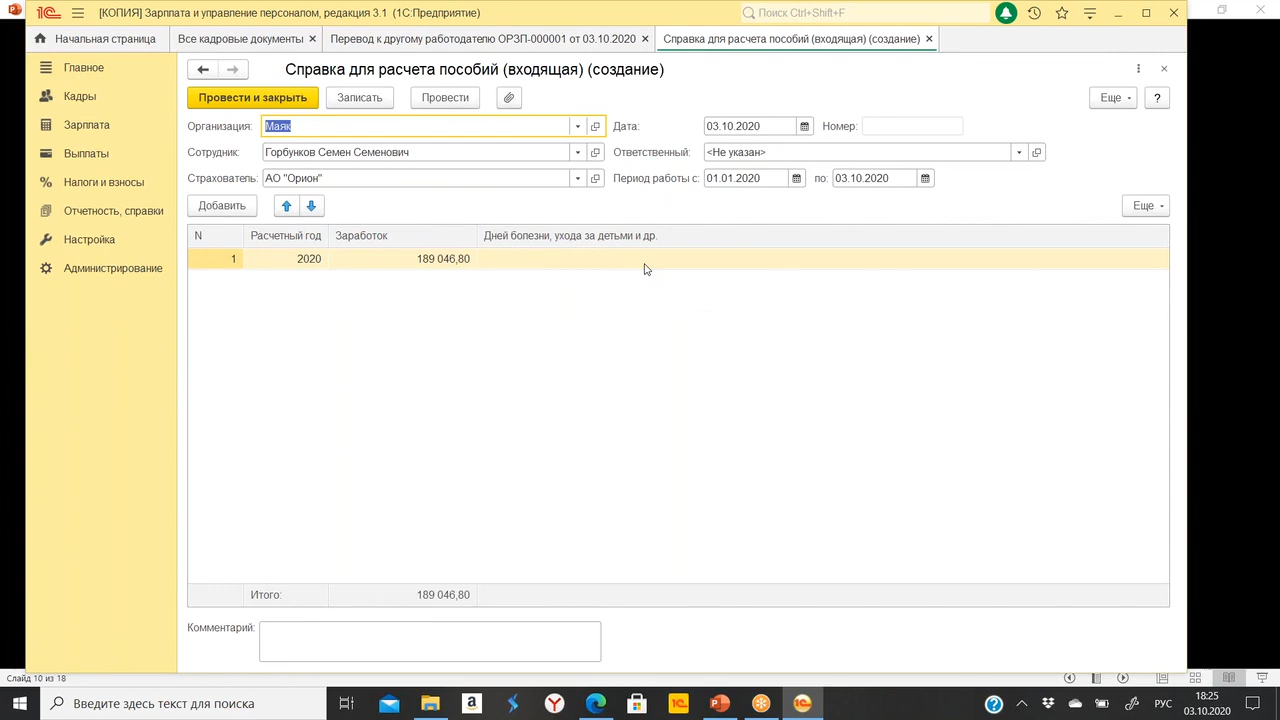 [КОПИЯ] Зарплата и управление персоналом, редакция 3.1 (1С:Предприятие)
Поиск Ctrl+Shift+F
Начальная страница
Все кадровые документы
Перевод к другому работодателю ОРЗП-000001 от 03.10.2020
Справка для расчета пособий (входящая) (создание)
Главное
Кадры
Зарплата
Выплаты
Налоги и взносы
Отчетность, справки
Настройка
Администрирование
Справка для расчета пособий (входящая) (создание)
Провести и закрыть Записать Провести Еще ?
Организация: Маяк Дата: 03.10.2020 Номер:
Сотрудник: Горбунков Семен Семенович Ответственный: <Не указан>
Страхователь: АО "Орион" Период работы с: 01.01.2020 по: 03.10.2020
Добавить Еще
N Расчетный год Заработок Дней болезни, ухода за детьми и др.
1 2020 189 046,80
Итого: 189 046,80
Комментарий:
Слайд 10 из 18
Введите здесь текст для поиска
РУС
18:25
03.10.2020